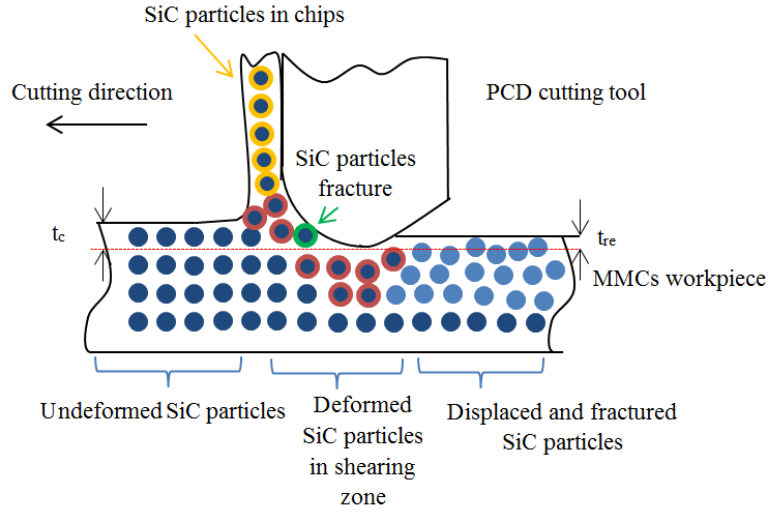 SiC particles in chips
Cutting direction
PCD cutting tool
SiC particles
fracture
tc
tre
MMCs workpiece
Undeformed SiC particles
Deformed
SiC particles
in shearing
zone
Displaced and fractured
SiC particles